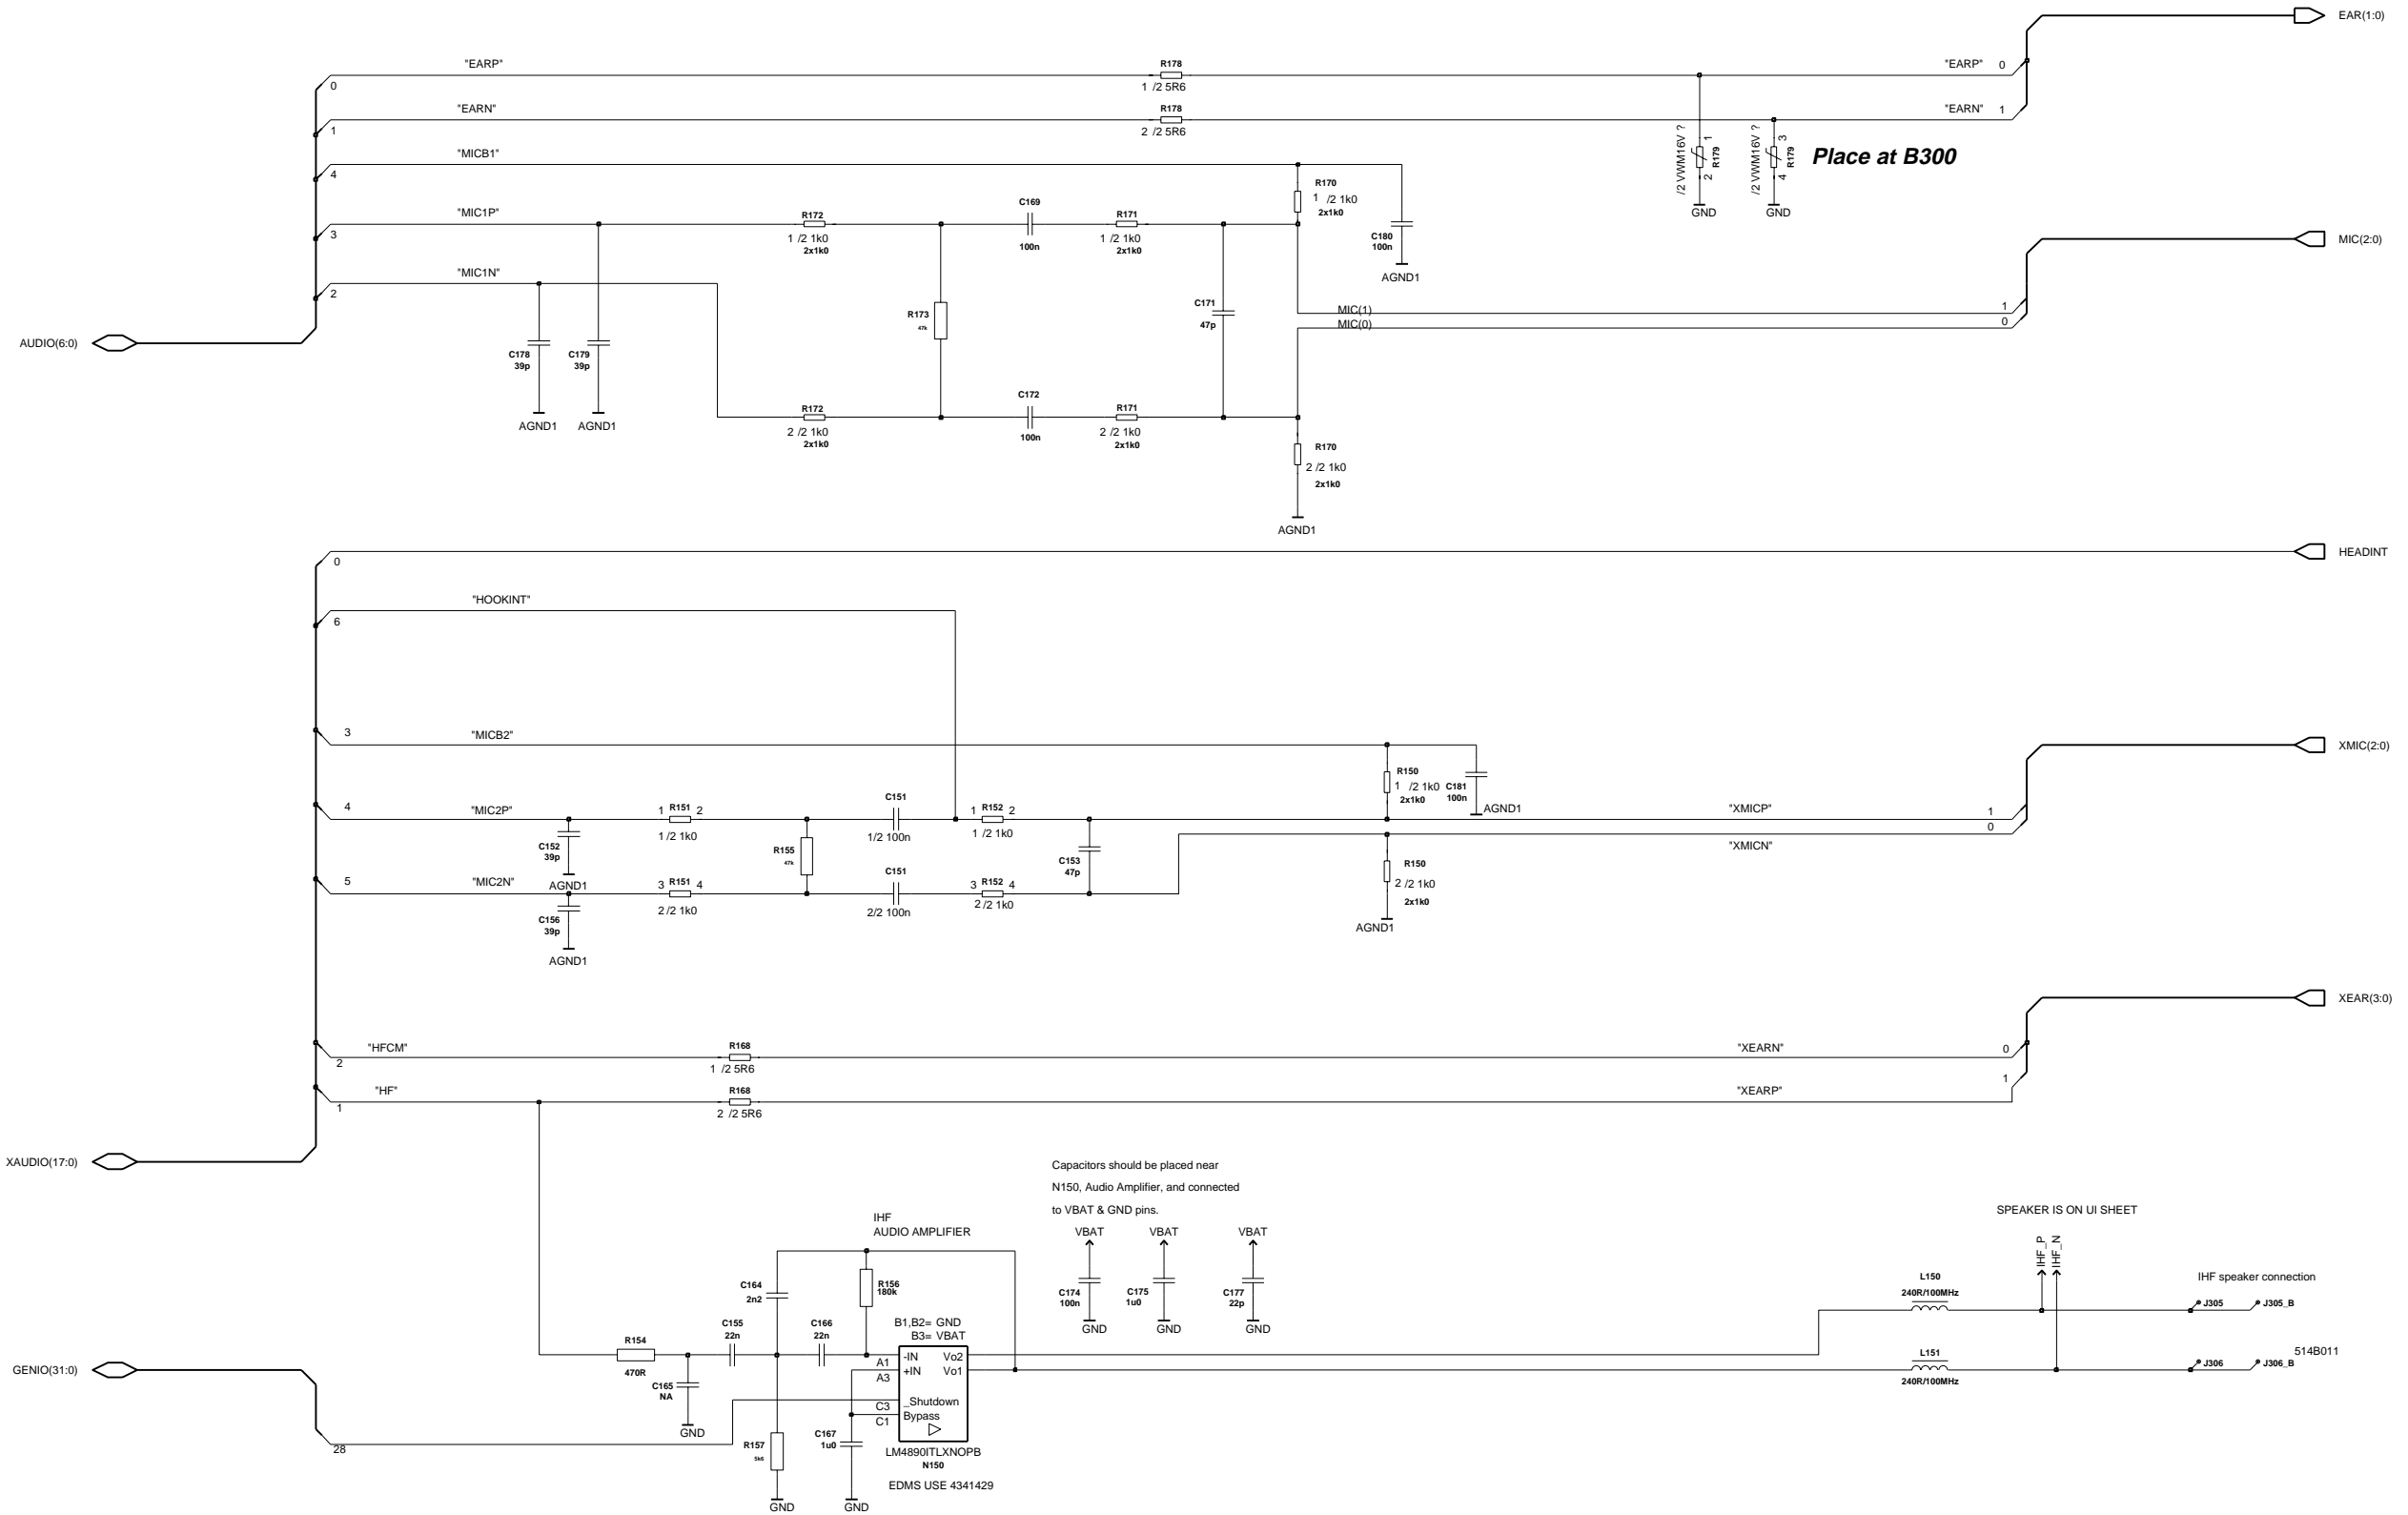 EAR(1:0)
"EARP"
0
R178
1 /2 5R6
"EARP" 0
"EARN"
1
R178
2 /2 5R6
"EARN" 1
/2 VWM16V ?
1
2
R179
GND
/2 VWM16V ?
3
4
R179
GND
Place at B300
"MICB1"
4
R170
1 /2 1k0
2x1k0
C180
100n
AGND1
"MIC1P"
3
R172
1 /2 1k0
2x1k0
C169
100n
R171
1 /2 1k0
2x1k0
MIC(2:0)
"MIC1N"
2
R173
47k
C171
47p
MIC(1)
1
MIC(0)
0
AUDIO(6:0)
C178
39p
AGND1
C179
39p
AGND1
R172
2 /2 1k0
2x1k0
C172
100n
R171
2 /2 1k0
2x1k0
R170
2 /2 1k0
2x1k0
AGND1
0
HEADINT
"HOOKINT"
6
"MICB2"
3
R150
1 /2 1k0
2x1k0
C181
100n
AGND1
XMIC(2:0)
"MIC2P"
4
C152
39p
AGND1
1 R151 2
1 /2 1k0
R155
47k
C151
1/2 100n
1 R152 2
1 /2 1k0
C153
47p
"XMICP"
1
0
"XMICN"
"MIC2N"
5
C156
39p
AGND1
3 R151 4
2 /2 1k0
C151
2/2 100n
3 R152 4
2 /2 1k0
R150
2 /2 1k0
2x1k0
AGND1
XEAR(3:0)
"HFCM"
2
R168
1 /2 5R6
"XEARN"
0
"HF"
1
R168
2 /2 5R6
"XEARP"
1
XAUDIO(17:0)
Capacitors should be placed near
N150, Audio Amplifier, and connected
to VBAT & GND pins.
VBAT
C174
100n
GND
VBAT
C175
1u0
GND
VBAT
C177
22p
GND
SPEAKER IS ON UI SHEET
IHF_P
IHF_N
IHF
AUDIO AMPLIFIER
C164
2n2
R156
180k
L150
240R/100MHz
IHF speaker connection
J305
J305_B
B1,B2= GND
B3= VBAT
R154
470R
C155
22n
C166
22n
C165
NA
GND
A1
-IN
Vo2
A3
+IN
Vo1
C3
_Shutdown
C1
Bypass
L151
240R/100MHz
J306
J306_B
514B011
GENIO(31:0)
28
R157
5k6
GND
C167
1u0
GND
LM4890ITLXNOPB
N150
EDMS USE 4341429